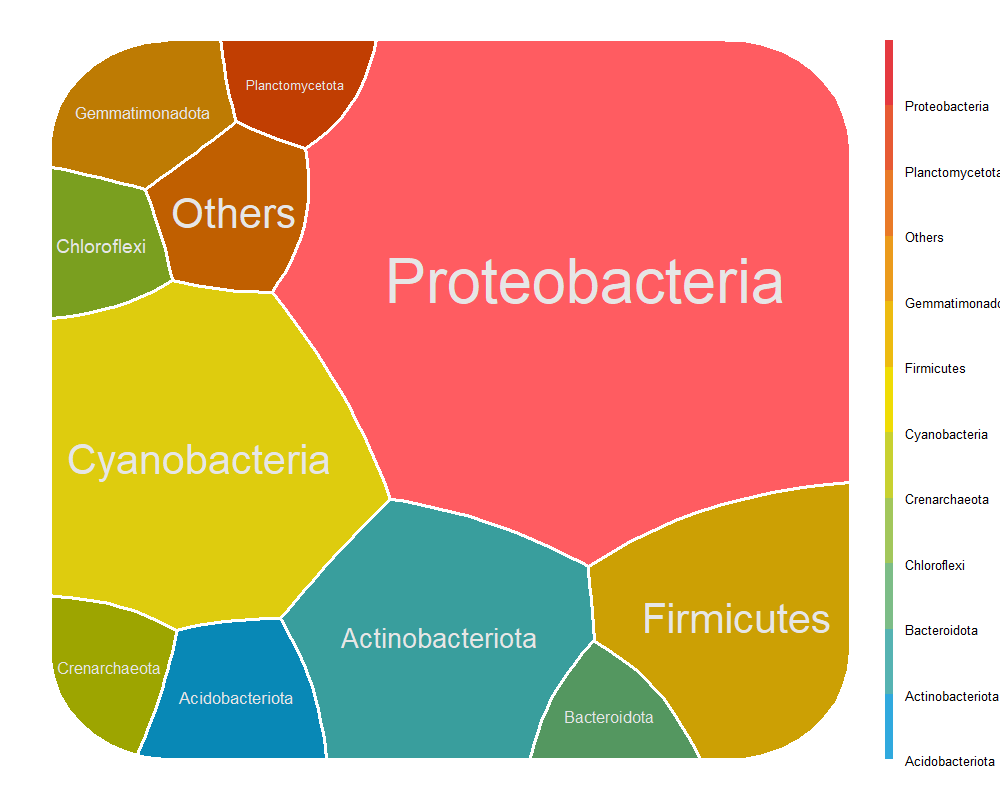 Planctomycetota
Gemmatimonadota
Others
Chloroflexi
Proteobacteria
Cyanobacteria
Firmicutes
Actinobacteriota
Crenarchaeota
Acidobacteriota
Bacteroidota
Proteobacteria
Planctomycetota
Others
Gemmatimonado
Firmicutes
Cyanobacteria
Crenarchaeota
Chloroflexi
Bacteroidota
Actinobacteriota
Acidobacteriota